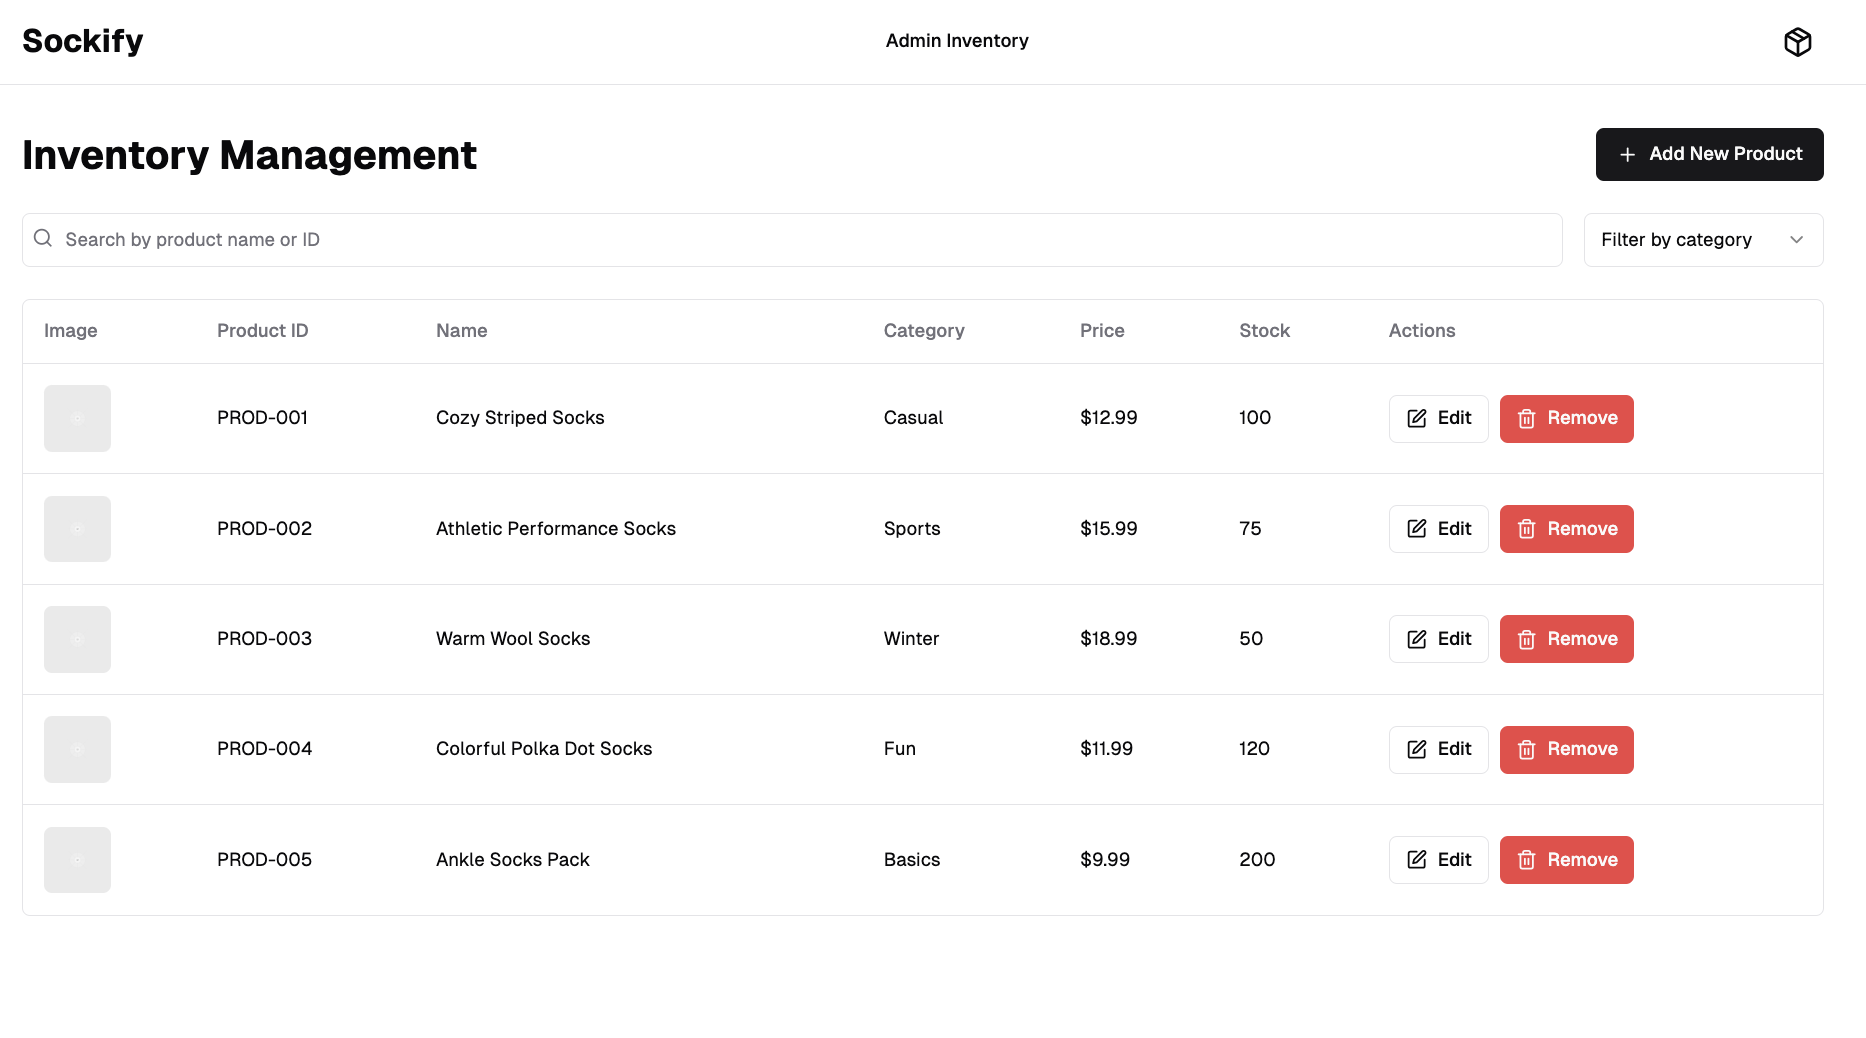 Sockify
Admin Inventory
Inventory Management
Add New Product
Search by product name or ID
Filter by category
Image Product ID Name Category Price Stock Actions
PROD-001 Cozy Striped Socks Casual $12.99 100 Edit Remove
PROD-002 Athletic Performance Socks Sports $15.99 75 Edit Remove
PROD-003 Warm Wool Socks Winter $18.99 50 Edit Remove
PROD-004 Colorful Polka Dot Socks Fun $11.99 120 Edit Remove
PROD-005 Ankle Socks Pack Basics $9.99 200 Edit Remove